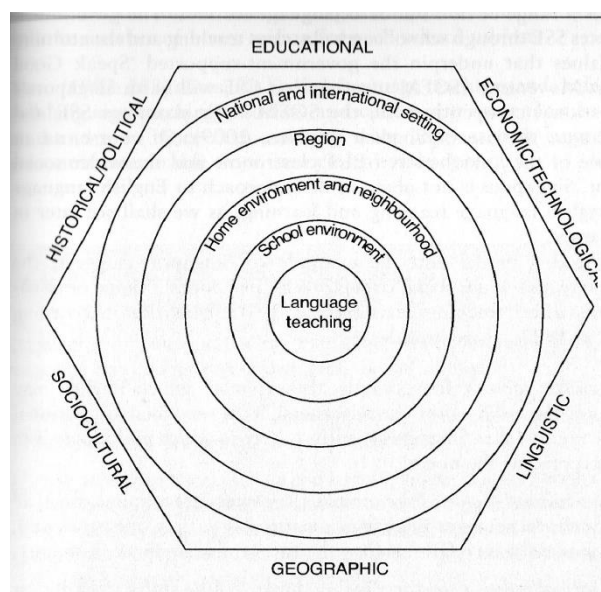 EDUCATIONAL
HISTORICAL/POLITICAL
ECONOMIC/TECHNOLOGICAL
National and international setting
Region
Home environment and neighbourhood
School environment
Language
teaching
SOCIOCULTURAL
LINGUISTIC
GEOGRAPHIC